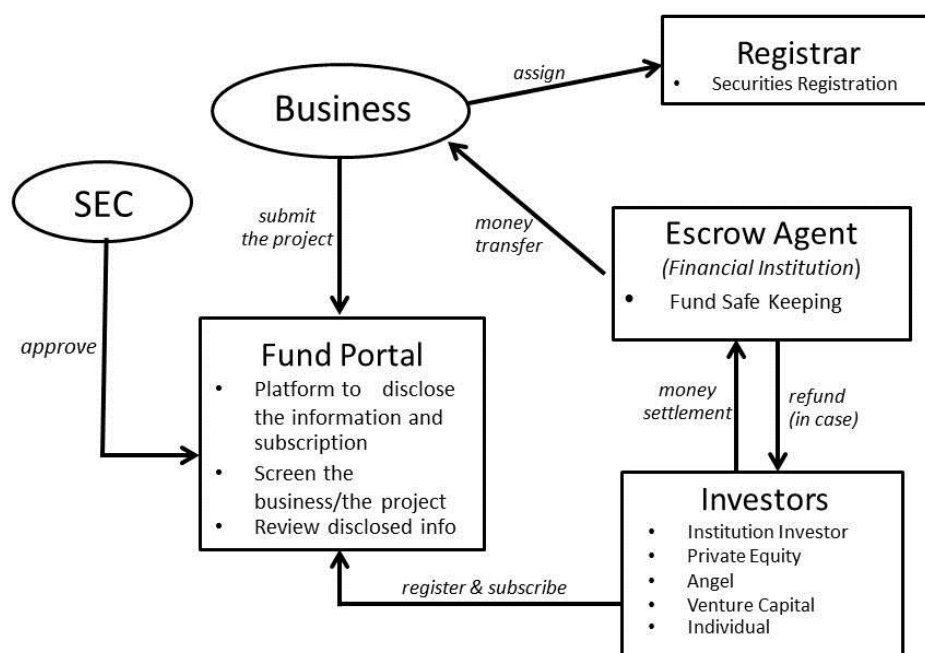 Registrar
• Securities Registration
assign
Business
SEC
submit
the project
money
transfer
Escrow Agent
(Financial Institution)
• Fund Safe Keeping
approve
Fund Portal
• Platform to disclose
the information and
subscription
• Screen the
business/the project
• Review disclosed info
money
settlement
refund
(in case)
Investors
• Institution Investor
• Private Equity
• Angel
• Venture Capital
• Individual
register & subscribe